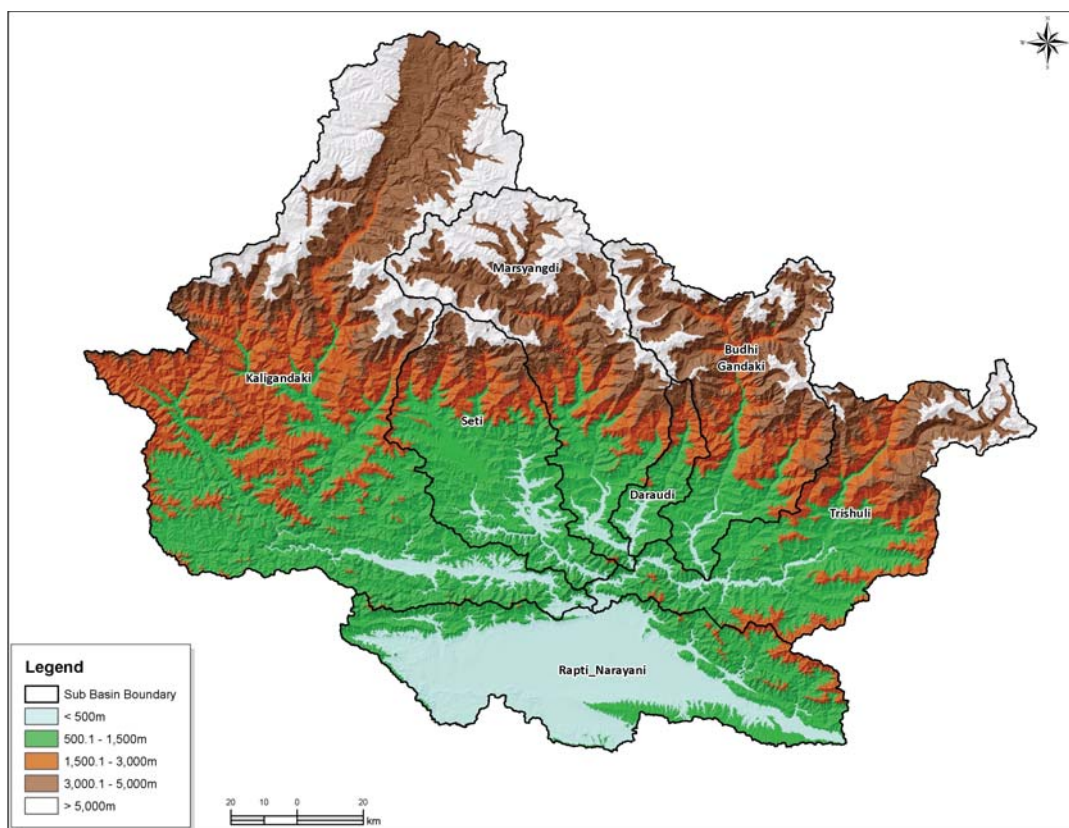 N
W
S
Marsyangdi
Budhi
Gandaki
Kaligandaki
Seti
Daraudi
Trishuli
Rapti_Narayani
Legend
Sub Basin Boundary
< 500m
500.1 - 1,500m
1,500.1 - 3,000m
3,000.1 - 5,000m
> 5,000m
20 10 0 20
km